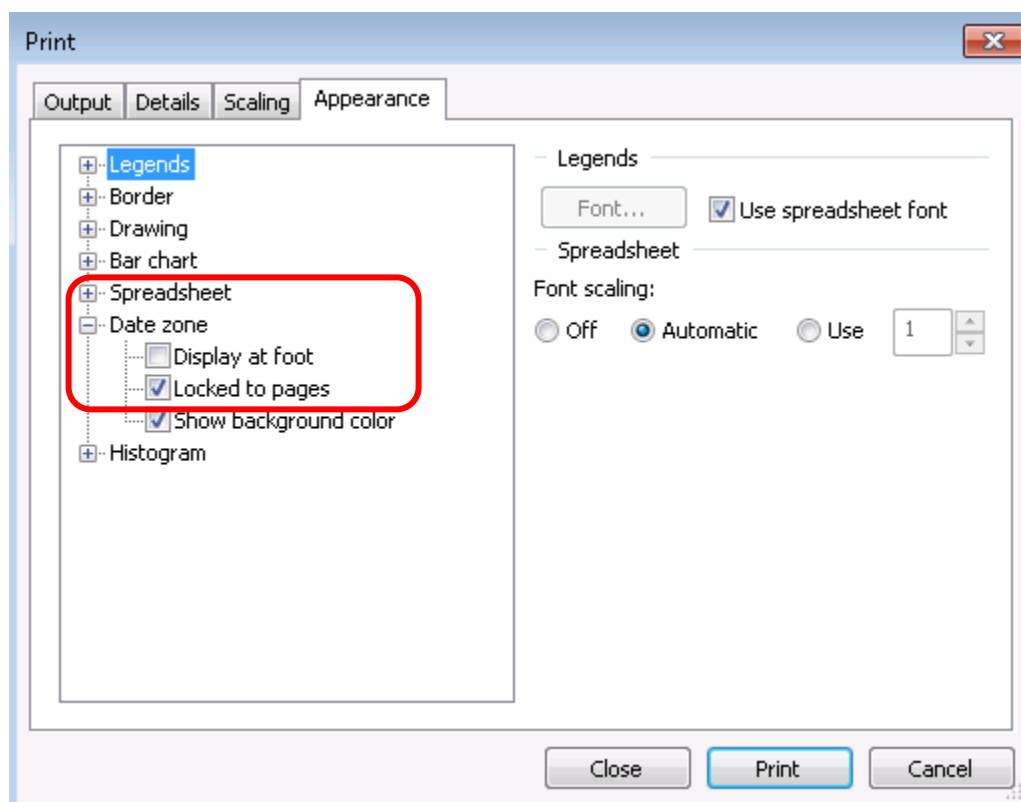 Print
Output Details Scaling Appearance
Legends
Border
Drawing
Bar chart
Spreadsheet
Date zone
Display at foot
Locked to pages
Show background color
Histogram
Legends
Font... Use spreadsheet font
Spreadsheet
Font scaling:
Off Automatic Use 1
Close Print Cancel